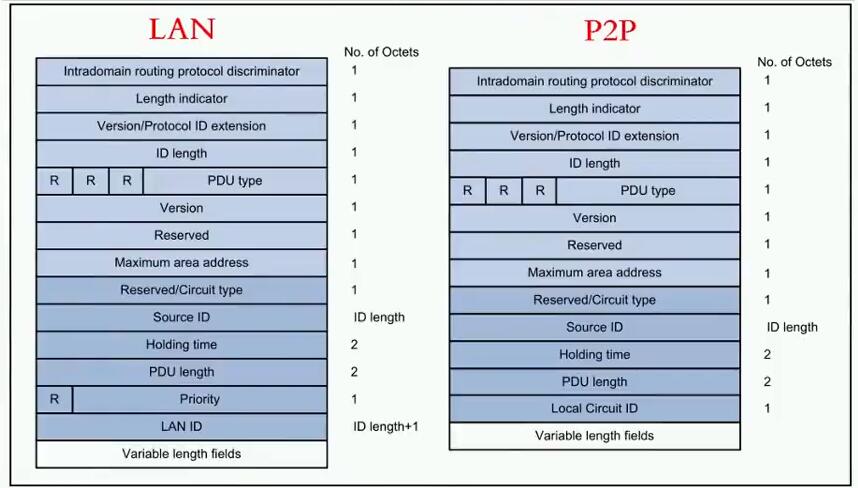 LAN
No. of Octets
Intradomain routing protocol discriminator 1
Length indicator 1
Version/Protocol ID extension 1
ID length 1
R R R PDU type 1
Version 1
Reserved 1
Maximum area address 1
Reserved/Circuit type 1
Source ID ID length
Holding time 2
PDU length 2
R Priority 1
LAN ID ID length+1
Variable length fields
P2P
No. of Octets
Intradomain routing protocol discriminator 1
Length indicator 1
Version/Protocol ID extension 1
ID length 1
R R R PDU type 1
Version 1
Reserved 1
Maximum area address 1
Reserved/Circuit type 1
Source ID ID length
Holding time 2
PDU length 2
Local Circuit ID 1
Variable length fields